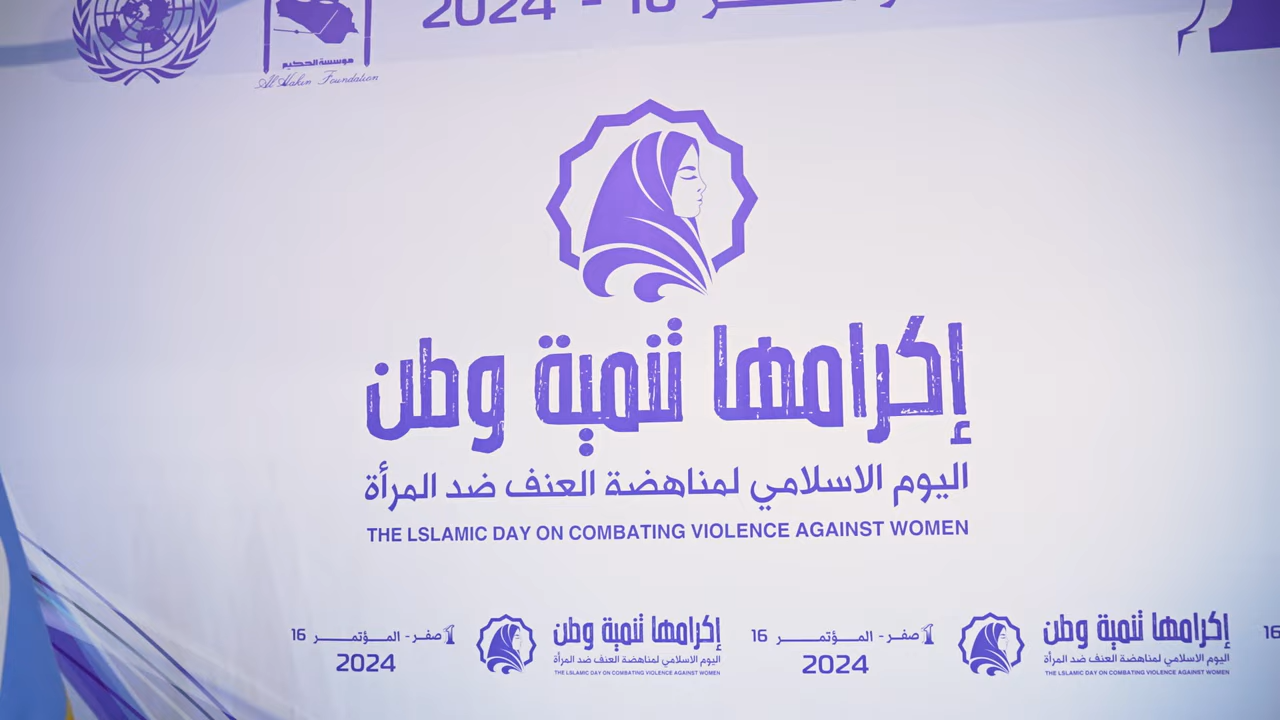 2024 - 16
مؤسسة الحكيم
Al Hakim Foundation
إكرامها تنمية وطن
اليوم الاسلامي لمناهضة العنف ضد المرأة
THE LSLAMIC DAY ON COMBATING VIOLENCE AGAINST WOMEN
1 صفر - المؤتمر 16
2024
إكرامها تنمية وطن
اليوم الاسلامي لمناهضة العنف ضد المرأة
THE LSLAMIC DAY ON COMBATING VIOLENCE AGAINST WOMEN
1 صفر - المؤتمر 16
2024
إكرامها تنمية وطن
اليوم الاسلامي لمناهضة العنف ضد المرأة
THE LSLAMIC DAY ON COMBATING VIOLENCE AGAINST WOMEN